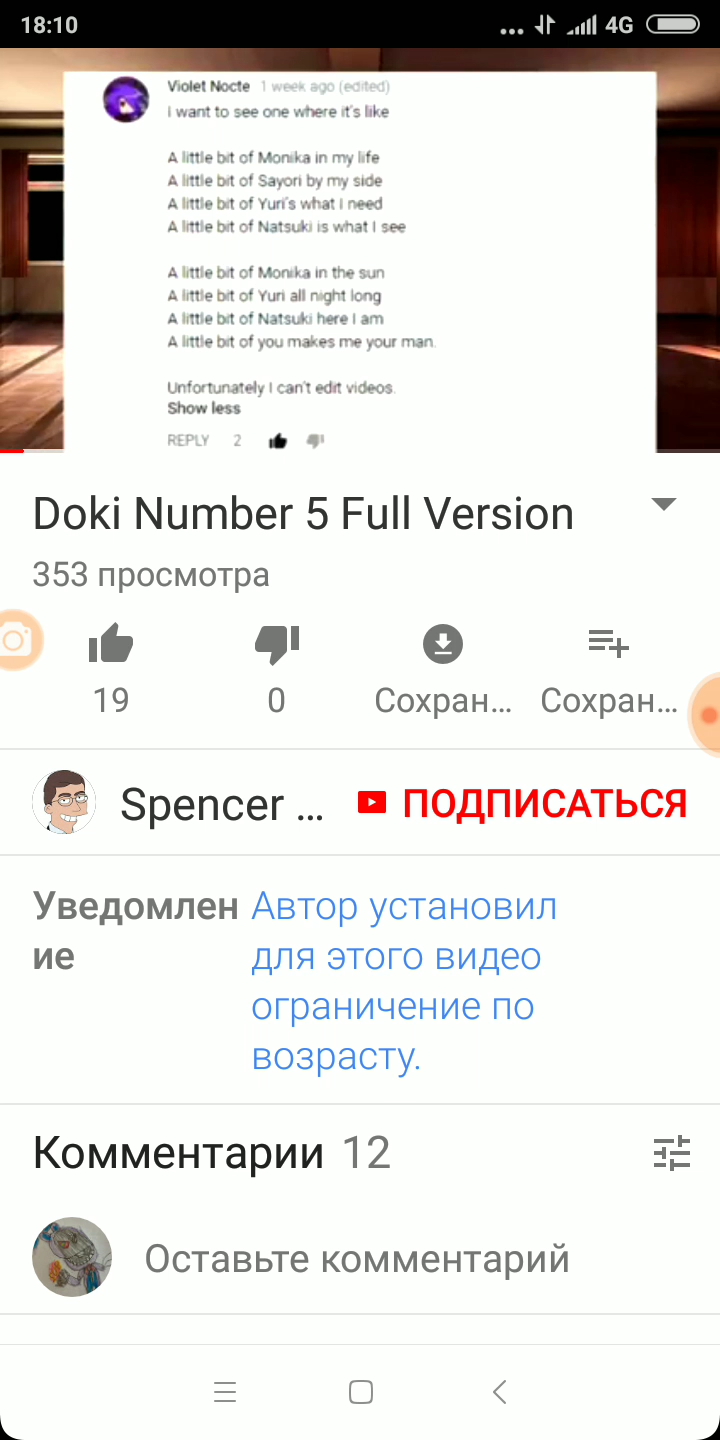 18:10
4G
Violet Nocte 1 week ago (edited)
I want to see one where it's like
A little bit of Monika in my life
A little bit of Sayori by my side
A little bit of Yuri's what I need
A little bit of Natsuki is what I see
A little bit of Monika in the sun
A little bit of Yuri all night long
A little bit of Natsuki here I am
A little bit of you makes me your man.
Unfortunately I can't edit videos.
Show less
REPLY 2
Doki Number 5 Full Version
353 просмотра
19 0 Сохран... Сохран...
Spencer ... ПОДПИСАТЬСЯ
Уведомлен
ие
Автор установил
для этого видео
ограничение по
возрасту.
Комментарии 12
Оставьте комментарий